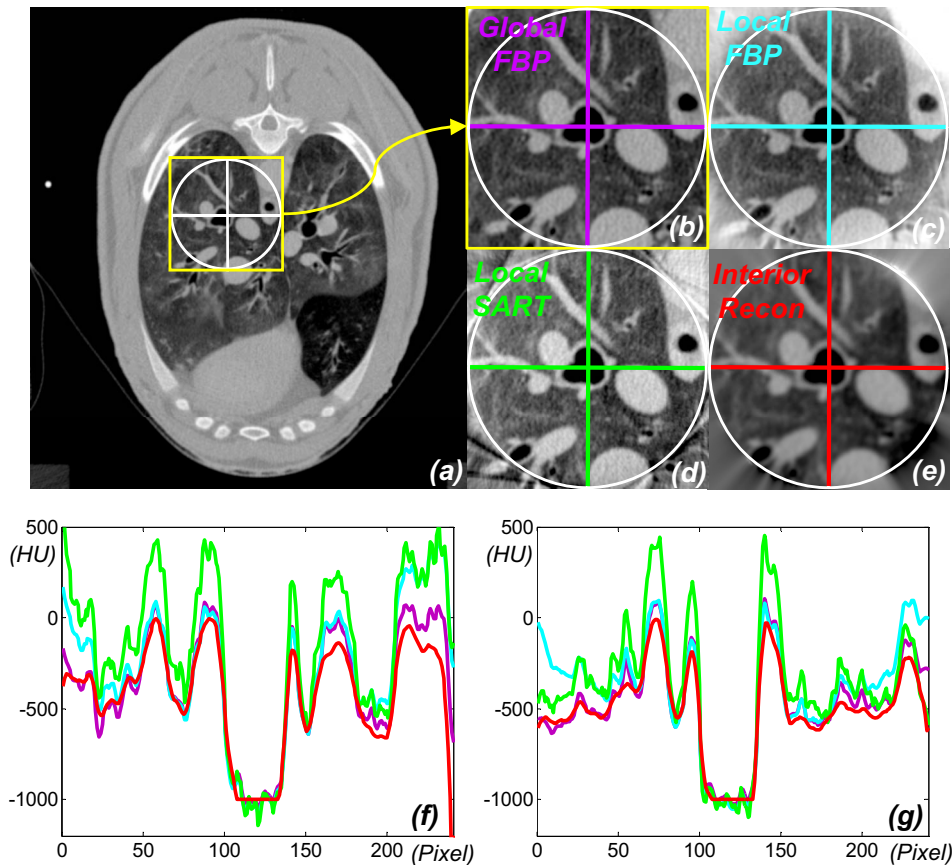 Global
FBP
Local
FBP
(a)
(b)
(c)
Local
SART
Interior
Recon
(d)
(e)
500
(HU)
0
-500
-1000
0
50
100
150
200
(Pixel)
(f)
500
(HU)
0
-500
-1000
0
50
100
150
200
(Pixel)
(g)